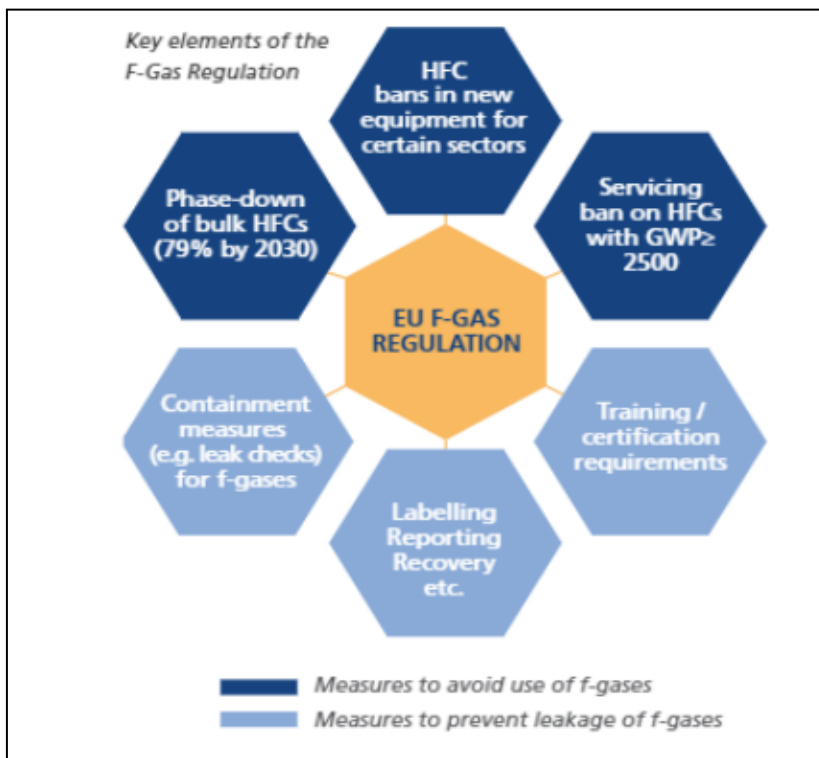 Key elements of the
F-Gas Regulation
HFC
bans in new
equipment for
certain sectors
Phase-down
of bulk HFCs
(79% by 2030)
Servicing
ban on HFCs
with GWP≥
2500
EU F-GAS
REGULATION
Containment
measures
(e.g. leak checks)
for f-gases
Training /
certification
requirements
Labelling
Reporting
Recovery
etc.
Measures to avoid use of f-gases
Measures to prevent leakage of f-gases